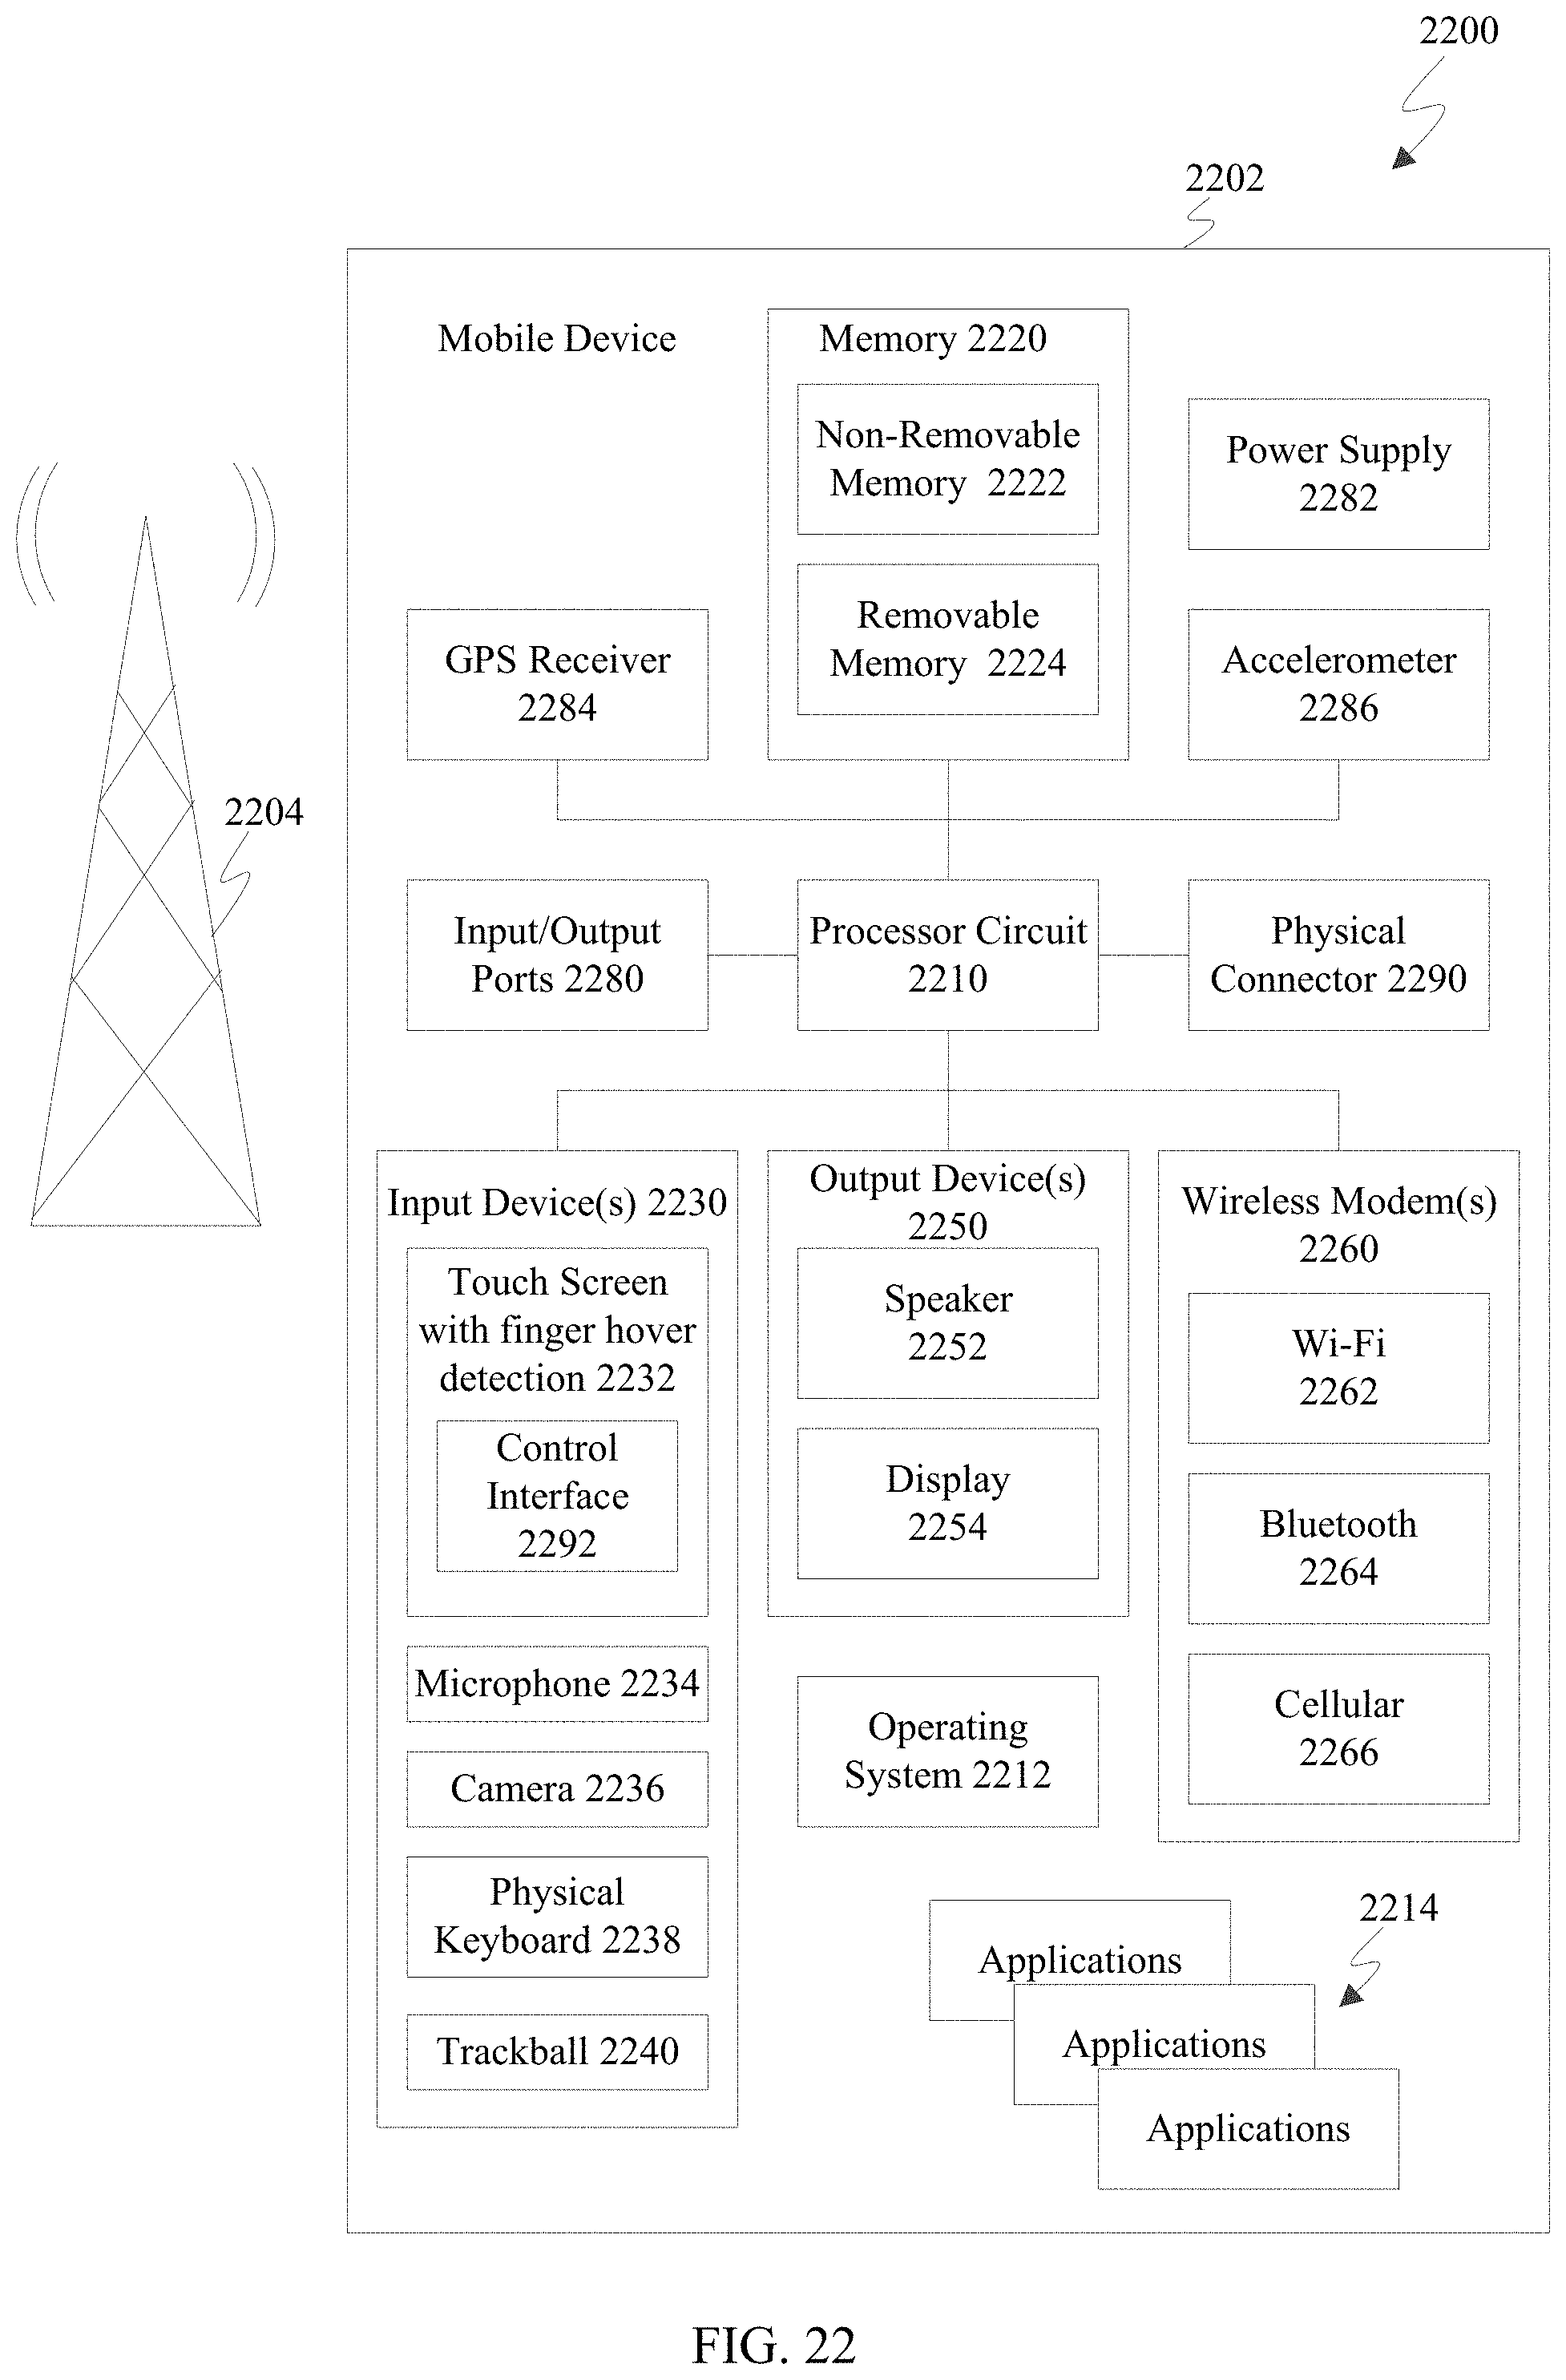 2200
2202
Mobile Device
Memory 2220
Non-Removable
Memory 2222
Removable
Memory 2224
Power Supply
2282
GPS Receiver
2284
Accelerometer
2286
2204
Input/Output
Ports 2280
Processor Circuit
2210
Physical
Connector 2290
Input Device(s) 2230
Touch Screen
with finger hover
detection 2232
Control
Interface
2292
Microphone 2234
Camera 2236
Physical
Keyboard 2238
Trackball 2240
Output Device(s)
2250
Speaker
2252
Display
2254
Operating
System 2212
Wireless Modem(s)
2260
Wi-Fi
2262
Bluetooth
2264
Cellular
2266
2214
Applications
Applications
Applications
FIG. 22